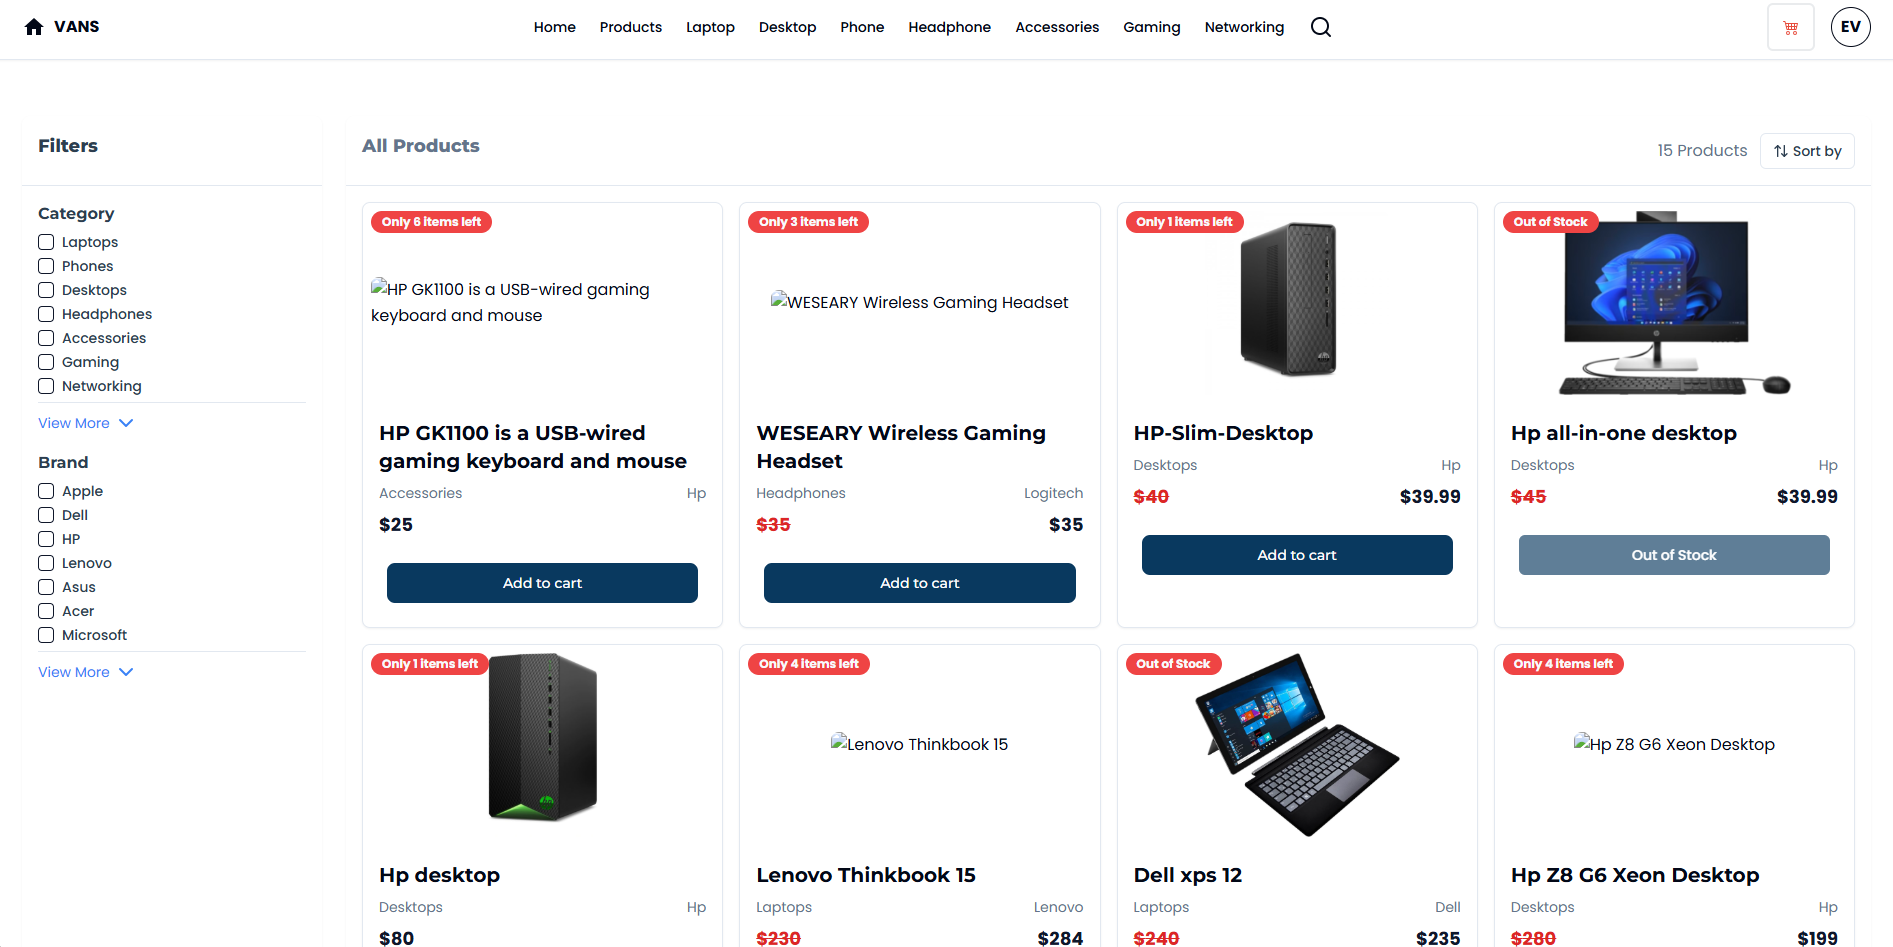 VANS
Home Products Laptop Desktop Phone Headphone Accessories Gaming Networking
EV
Filters
Category
Laptops
Phones
Desktops
Headphones
Accessories
Gaming
Networking
View More
Brand
Apple
Dell
HP
Lenovo
Asus
Acer
Microsoft
View More
All Products
15 Products
Sort by
Only 6 items left
HP GK1100 is a USB-wired gaming
keyboard and mouse
HP GK1100 is a USB-wired
gaming keyboard and mouse
Accessories Hp
$25
Add to cart
Only 3 items left
WESEARY Wireless Gaming Headset
WESEARY Wireless Gaming
Headset
Headphones Logitech
$35 $35
Add to cart
Only 1 items left
HP-Slim-Desktop
Desktops Hp
$40 $39.99
Add to cart
Out of Stock
Hp all-in-one desktop
Desktops Hp
$45 $39.99
Out of Stock
Only 1 items left
Hp desktop
Desktops Hp
$80
Only 4 items left
Lenovo Thinkbook 15
Lenovo Thinkbook 15
Laptops Lenovo
$230 $284
Out of Stock
Dell xps 12
Laptops Dell
$240 $235
Only 4 items left
Hp Z8 G6 Xeon Desktop
Hp Z8 G6 Xeon Desktop
Desktops Hp
$280 $199